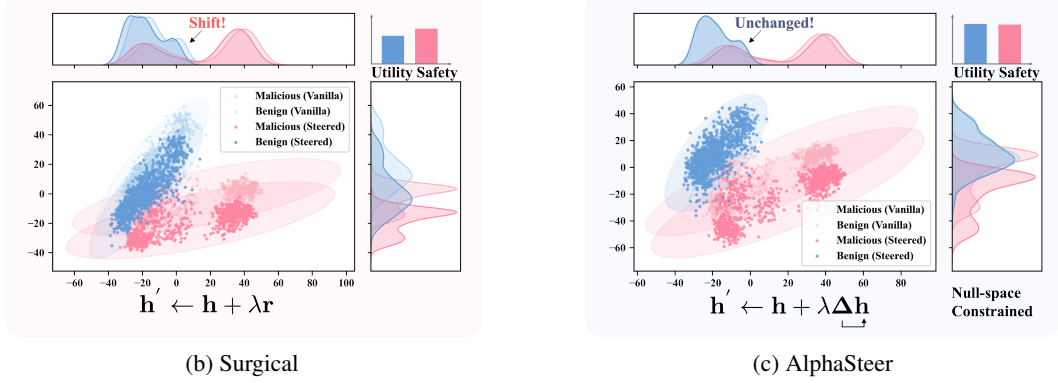 Shift!
Utility Safety
60
40
20
0
−20
−40
Malicious (Vanilla)
Benign (Vanilla)
Malicious (Steered)
Benign (Steered)
−60 −40 −20 0 20 40 60 80 100
h′ ← h + λr
(b) Surgical
Unchanged!
Utility Safety
60
40
20
0
−20
−40
−60
Malicious (Vanilla)
Benign (Vanilla)
Malicious (Steered)
Benign (Steered)
−60 −40 −20 0 20 40 60 80
h′ ← h + λΔh
Null-space
Constrained
(c) AlphaSteer